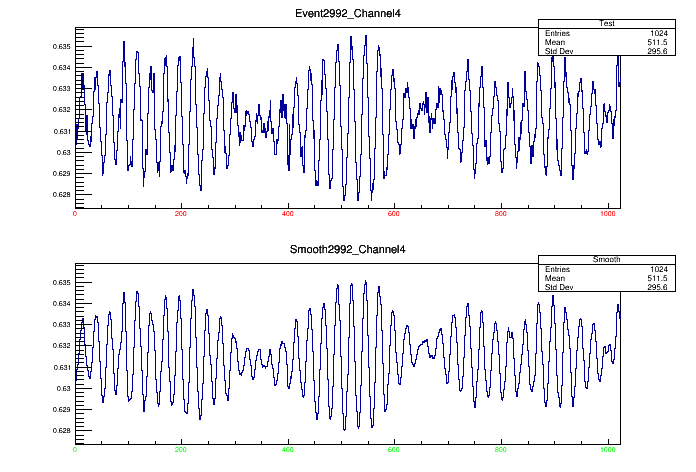 Event2992_Channel4
Test
Entries 1024
Mean 511.5
Std Dev 295.6
0.635
0.634
0.633
0.632
0.631
0.63
0.629
0.628
0 200 400 600 800 1000
Smooth2992_Channel4
Smooth
Entries 1024
Mean 511.5
Std Dev 295.6
0.635
0.634
0.633
0.632
0.631
0.63
0.629
0.628
0 200 400 600 800 1000